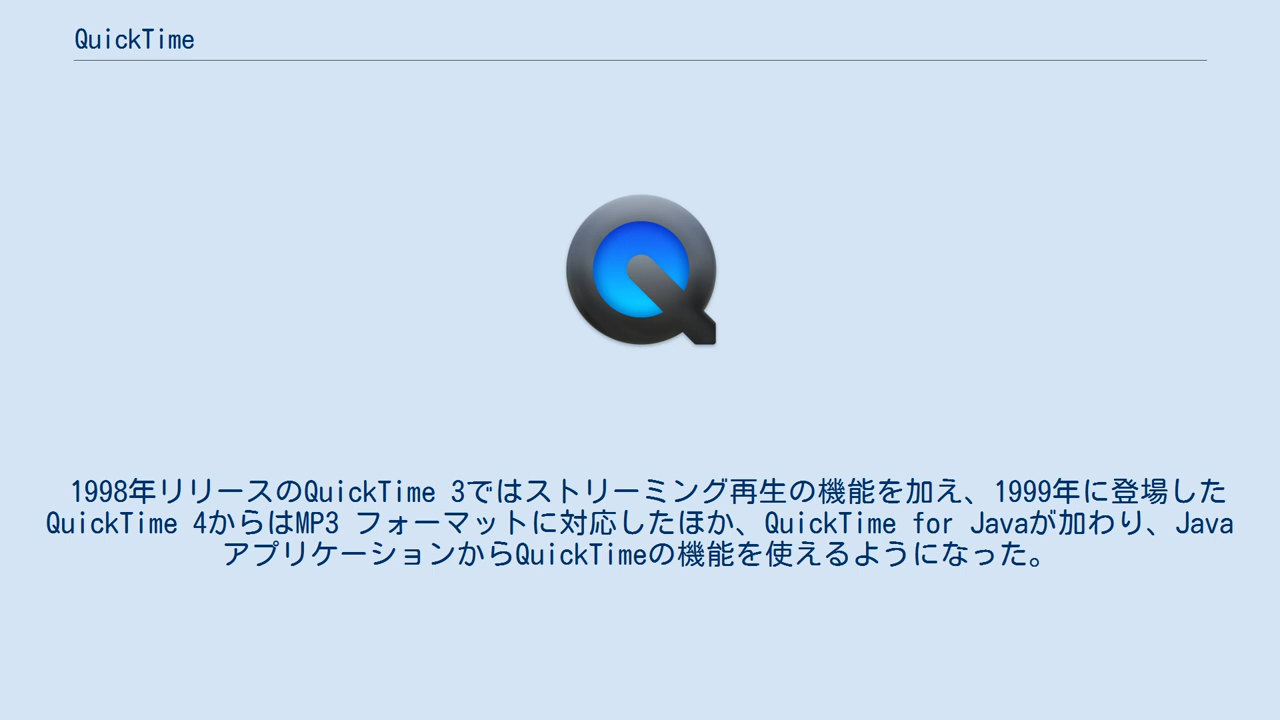 QuickTime
1998年リリースのQuickTime 3ではストリーミング再生の機能を加え、1999年に登場した
QuickTime 4からはMP3 フォーマットに対応したほか、QuickTime for Javaが加わり、Java
アプリケーションからQuickTimeの機能を使えるようになった。